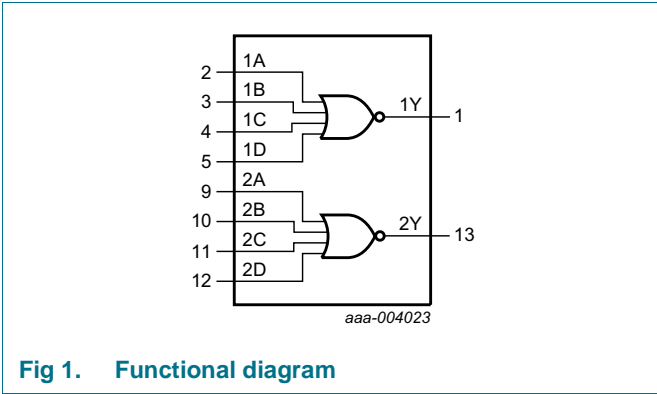 2 1A
3 1B
4 1C
5 1D
1Y 1
9 2A
10 2B
11 2C
12 2D
2Y 13
aaa-004023
Fig 1. Functional diagram